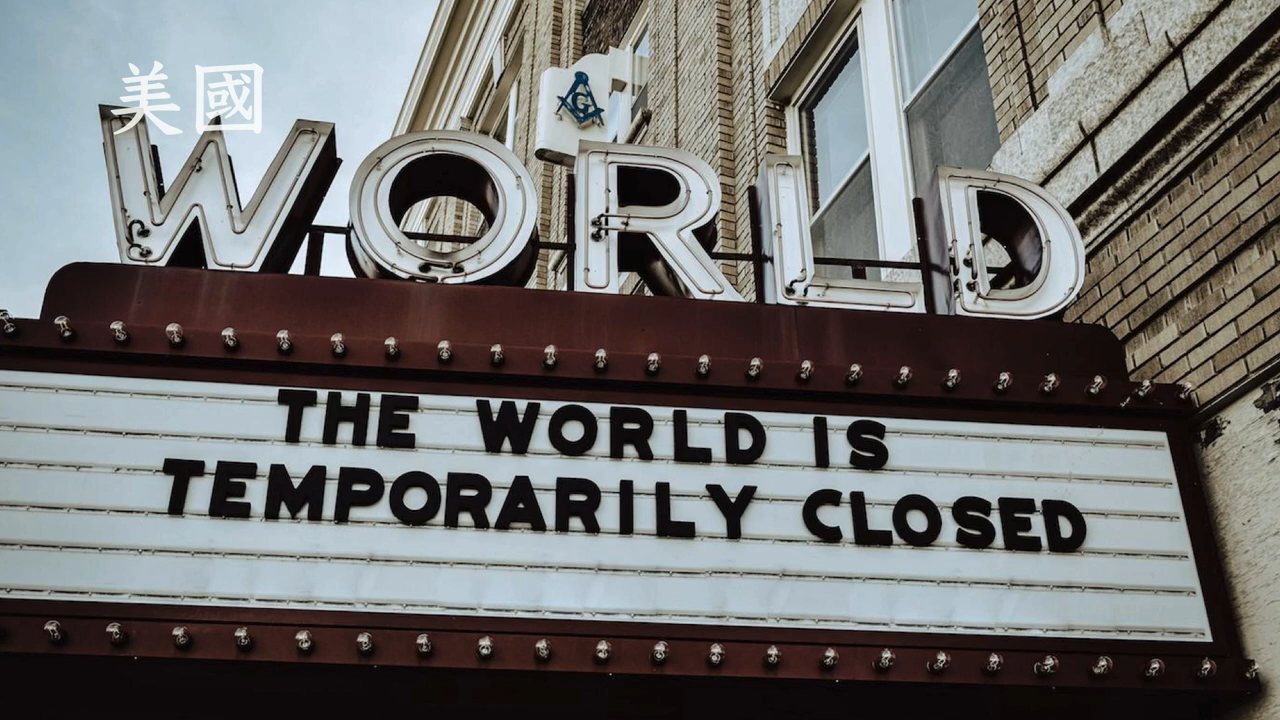 美國
G
WORLD
THE WORLD IS
TEMPORARILY CLOSED